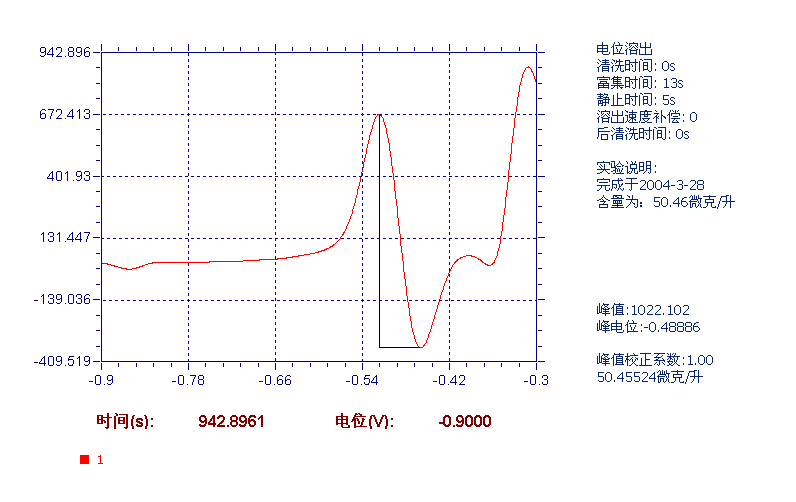 942.896
672.413
401.93
131.447
-139.036
-409.519
-0.9 -0.78 -0.66 -0.54 -0.42 -0.3
电位溶出
清洗时间: 0s
富集时间: 13s
静止时间: 5s
溶出速度补偿: 0
后清洗时间: 0s
实验说明:
完成于2004-3-28
含量为：50.46微克/升
峰值:1022.102
峰电位:-0.48886
峰值校正系数:1.00
50.45524微克/升
时间(s): 942.8961 电位(V): -0.9000
1